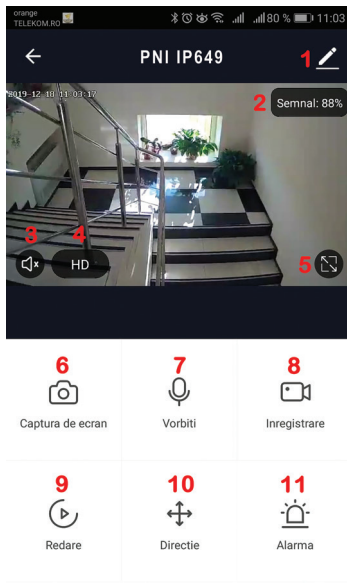 orange
TELEKOM.RO
80 % 11:03
PNI IP649
1
2019-12-18 11:03:17
2
Semnal: 88%
3
4
HD
5
6
7
8
Captura de ecran
Vorbiti
Inregistrare
9
10
11
Redare
Directie
Alarma